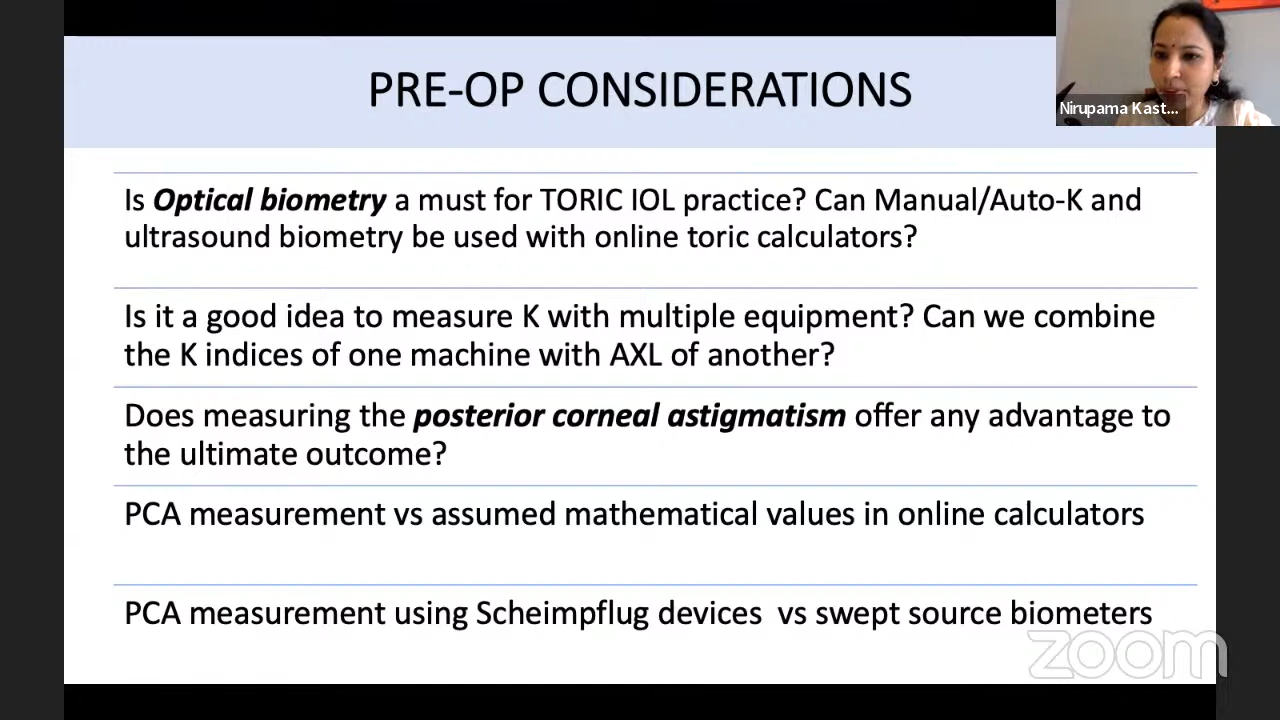 PRE-OP CONSIDERATIONS
Nirupama Kast...
Is Optical biometry a must for TORIC IOL practice? Can Manual/Auto-K and
ultrasound biometry be used with online toric calculators?
Is it a good idea to measure K with multiple equipment? Can we combine
the K indices of one machine with AXL of another?
Does measuring the posterior corneal astigmatism offer any advantage to
the ultimate outcome?
PCA measurement vs assumed mathematical values in online calculators
PCA measurement using Scheimpflug devices vs swept source biometers
zoom